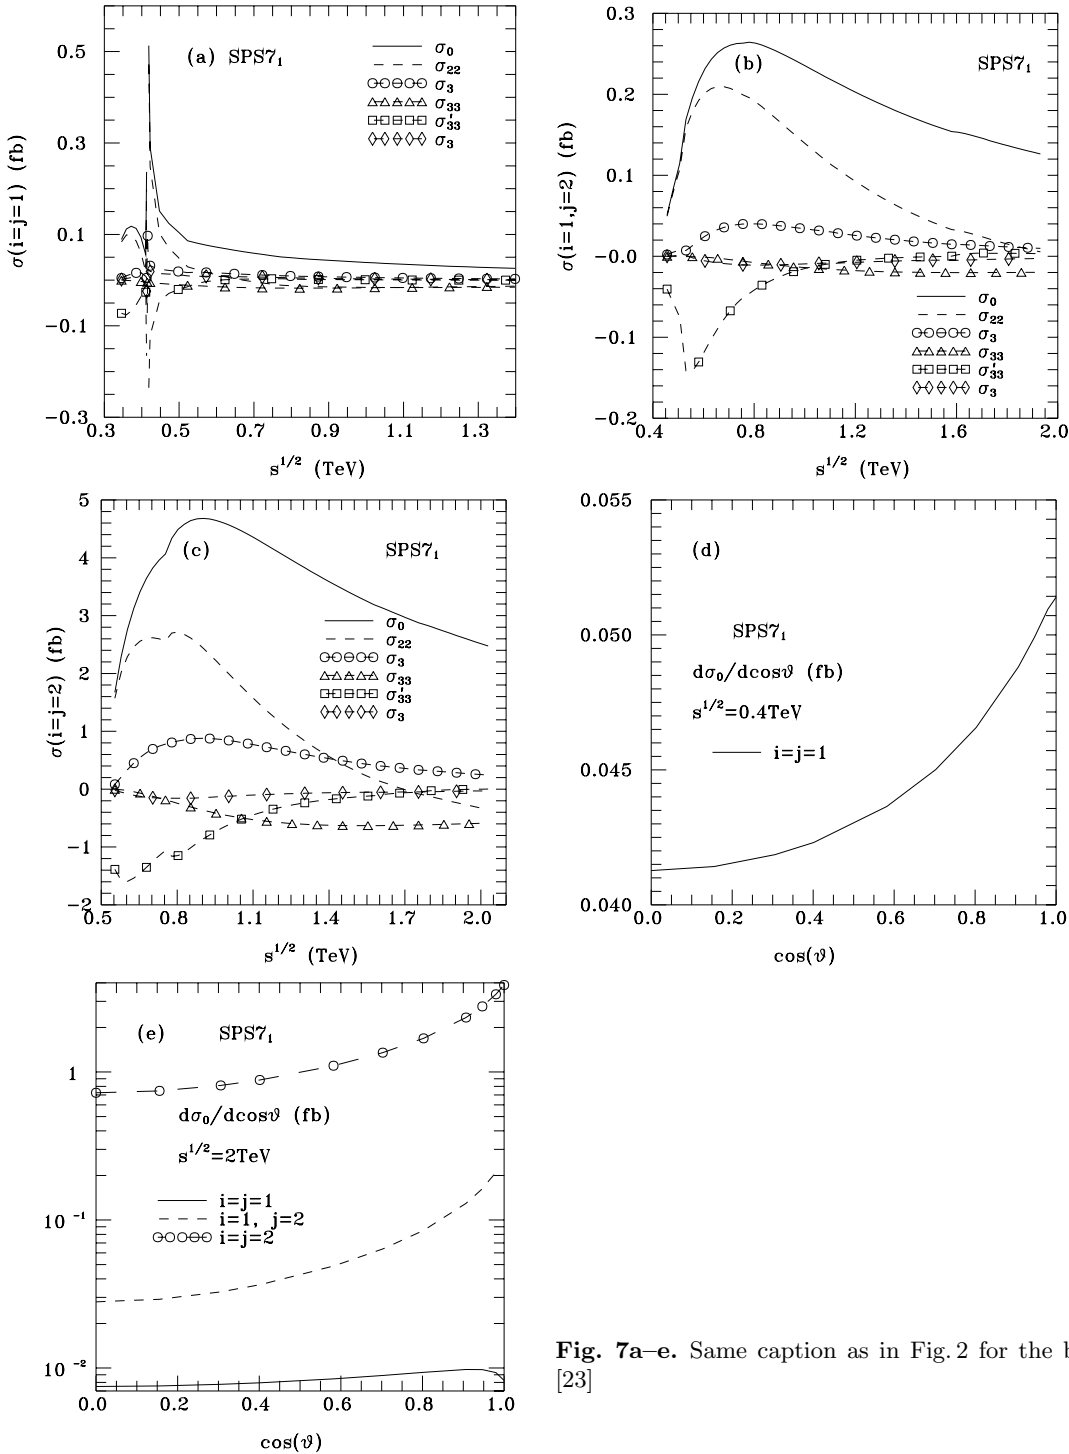 (a) SPS7₁
σ₀
σ₂₂
σ₃
σ₃₃
σ'₃₃
σ₃
0.5
0.3
0.1
-0.1
-0.3
0.3 0.5 0.7 0.9 1.1 1.3
σ(i=j=1) (fb)
s^1/2 (TeV)
(b) SPS7₁
σ₀
σ₂₂
σ₃
σ₃₃
σ'₃₃
σ₃
0.3
0.2
0.1
-0.0
-0.1
-0.2
0.4 0.8 1.2 1.6 2.0
σ(i=1,j=2) (fb)
s^1/2 (TeV)
(c) SPS7₁
σ₀
σ₂₂
σ₃
σ₃₃
σ'₃₃
σ₃
5
4
3
2
1
0
-1
-2
0.5 0.8 1.1 1.4 1.7 2.0
σ(i=j=2) (fb)
s^1/2 (TeV)
(d)
SPS7₁
dσ₀/dcosϑ (fb)
s^1/2=0.4TeV
i=j=1
0.055
0.050
0.045
0.040
0.0 0.2 0.4 0.6 0.8 1.0
cos(ϑ)
(e) SPS7₁
dσ₀/dcosϑ (fb)
s^1/2=2TeV
i=j=1
i=1, j=2
i=j=2
1
10^-1
10^-2
0.0 0.2 0.4 0.6 0.8 1.0
cos(ϑ)
Fig. 7a–e. Same caption as in Fig. 2 for the
[23]